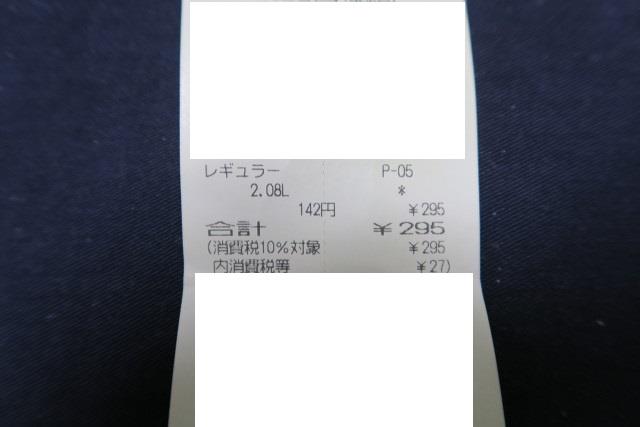 レギュラー P-05
2.08L *
142円 ¥295
合計 ¥295
(消費税10%対象 ¥295
内消費税等 ¥27)